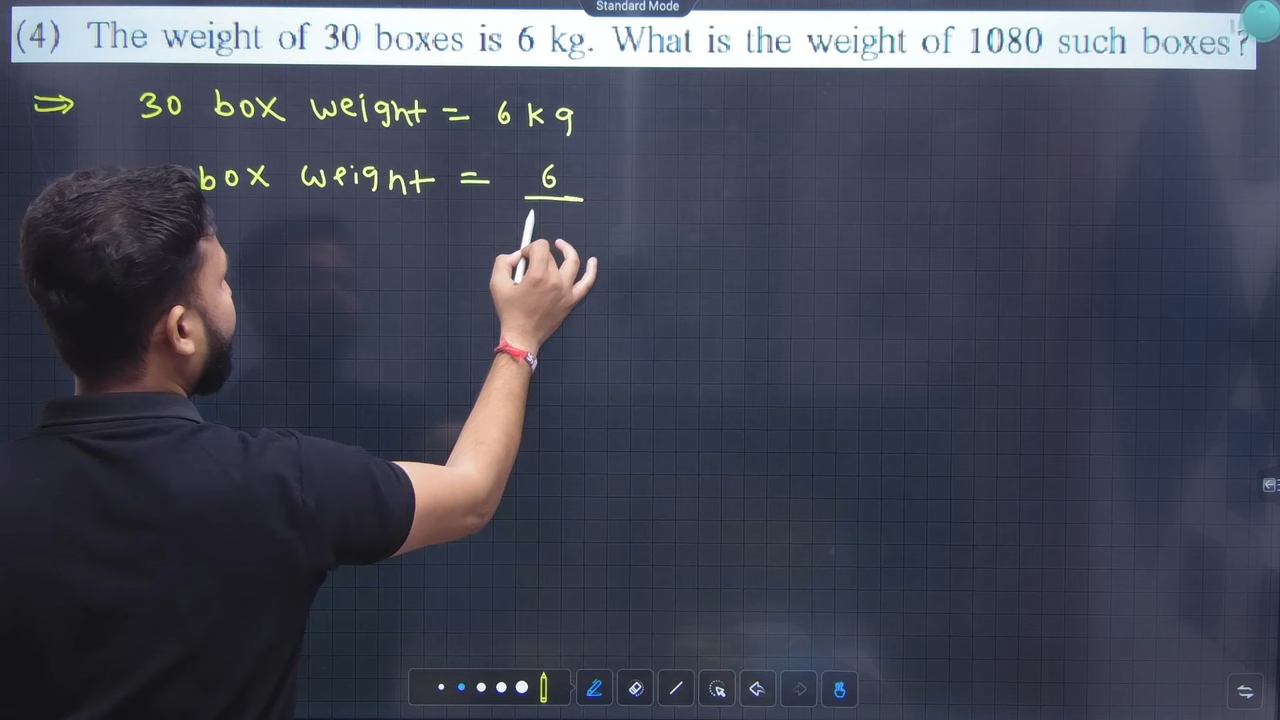 Standard Mode
(4) The weight of 30 boxes is 6 kg. What is the weight of 1080 such boxes?
⇒ 30 box weight = 6 kg
box weight = 6